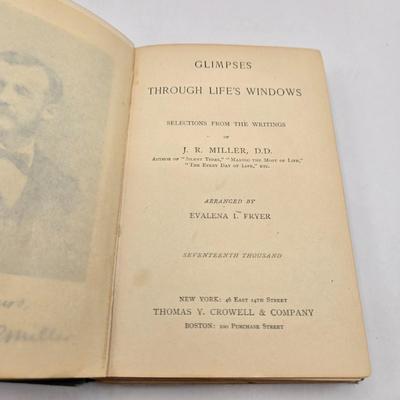 GLIMPSES
THROUGH LIFE'S WINDOWS
SELECTIONS FROM THE WRITINGS
OF
J. R. MILLER, D.D.
AUTHOR OF "SILENT TIMES," "MAKING THE MOST OF LIFE,"
"THE EVERY DAY OF LIFE," ETC.
ARRANGED BY
EVALENA I. FRYER
SEVENTEENTH THOUSAND
NEW YORK: 46 EAST 14TH STREET
THOMAS Y. CROWELL & COMPANY
BOSTON: 100 PURCHASE STREET
Miller